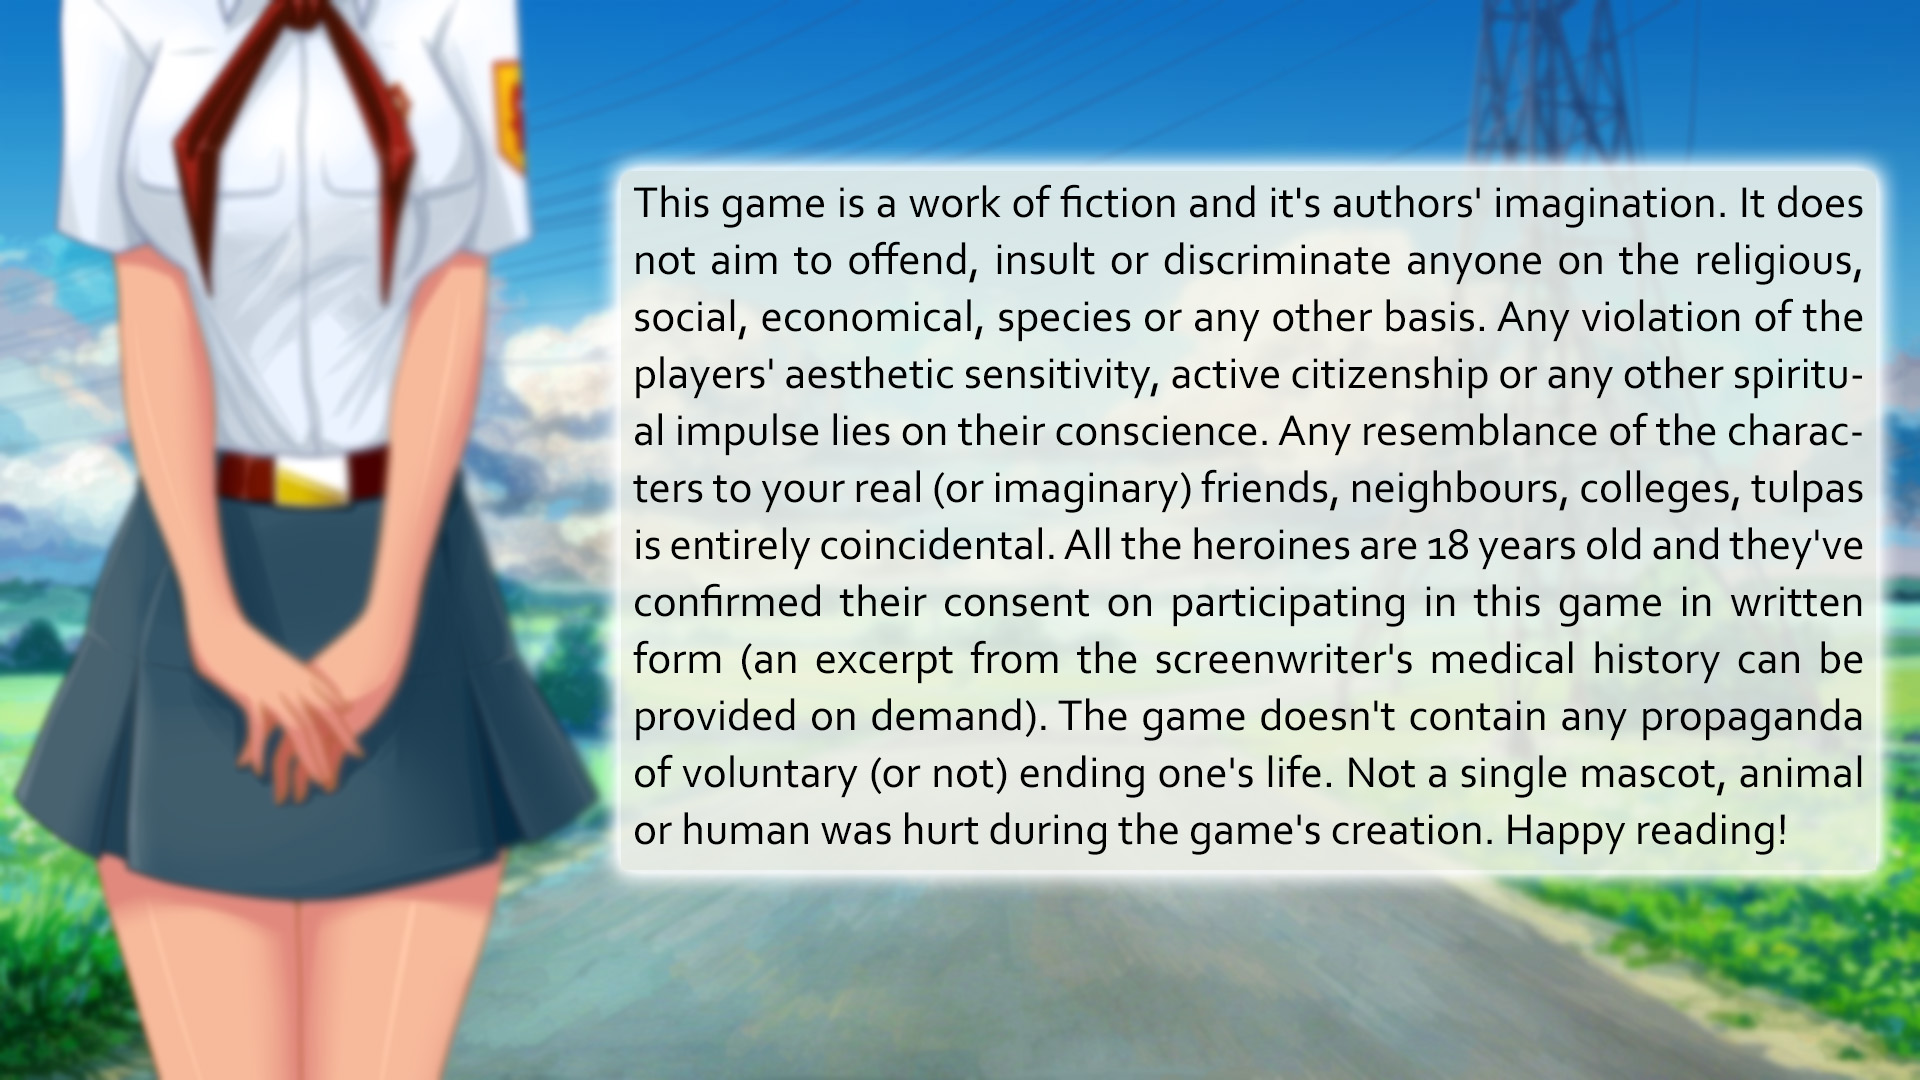 This game is a work of fiction and it's authors' imagination. It does
not aim to offend, insult or discriminate anyone on the religious,
social, economical, species or any other basis. Any violation of the
players' aesthetic sensitivity, active citizenship or any other spiritu-
al impulse lies on their conscience. Any resemblance of the charac-
ters to your real (or imaginary) friends, neighbours, colleges, tulpas
is entirely coincidental. All the heroines are 18 years old and they've
confirmed their consent on participating in this game in written
form (an excerpt from the screenwriter's medical history can be
provided on demand). The game doesn't contain any propaganda
of voluntary (or not) ending one's life. Not a single mascot, animal
or human was hurt during the game's creation. Happy reading!